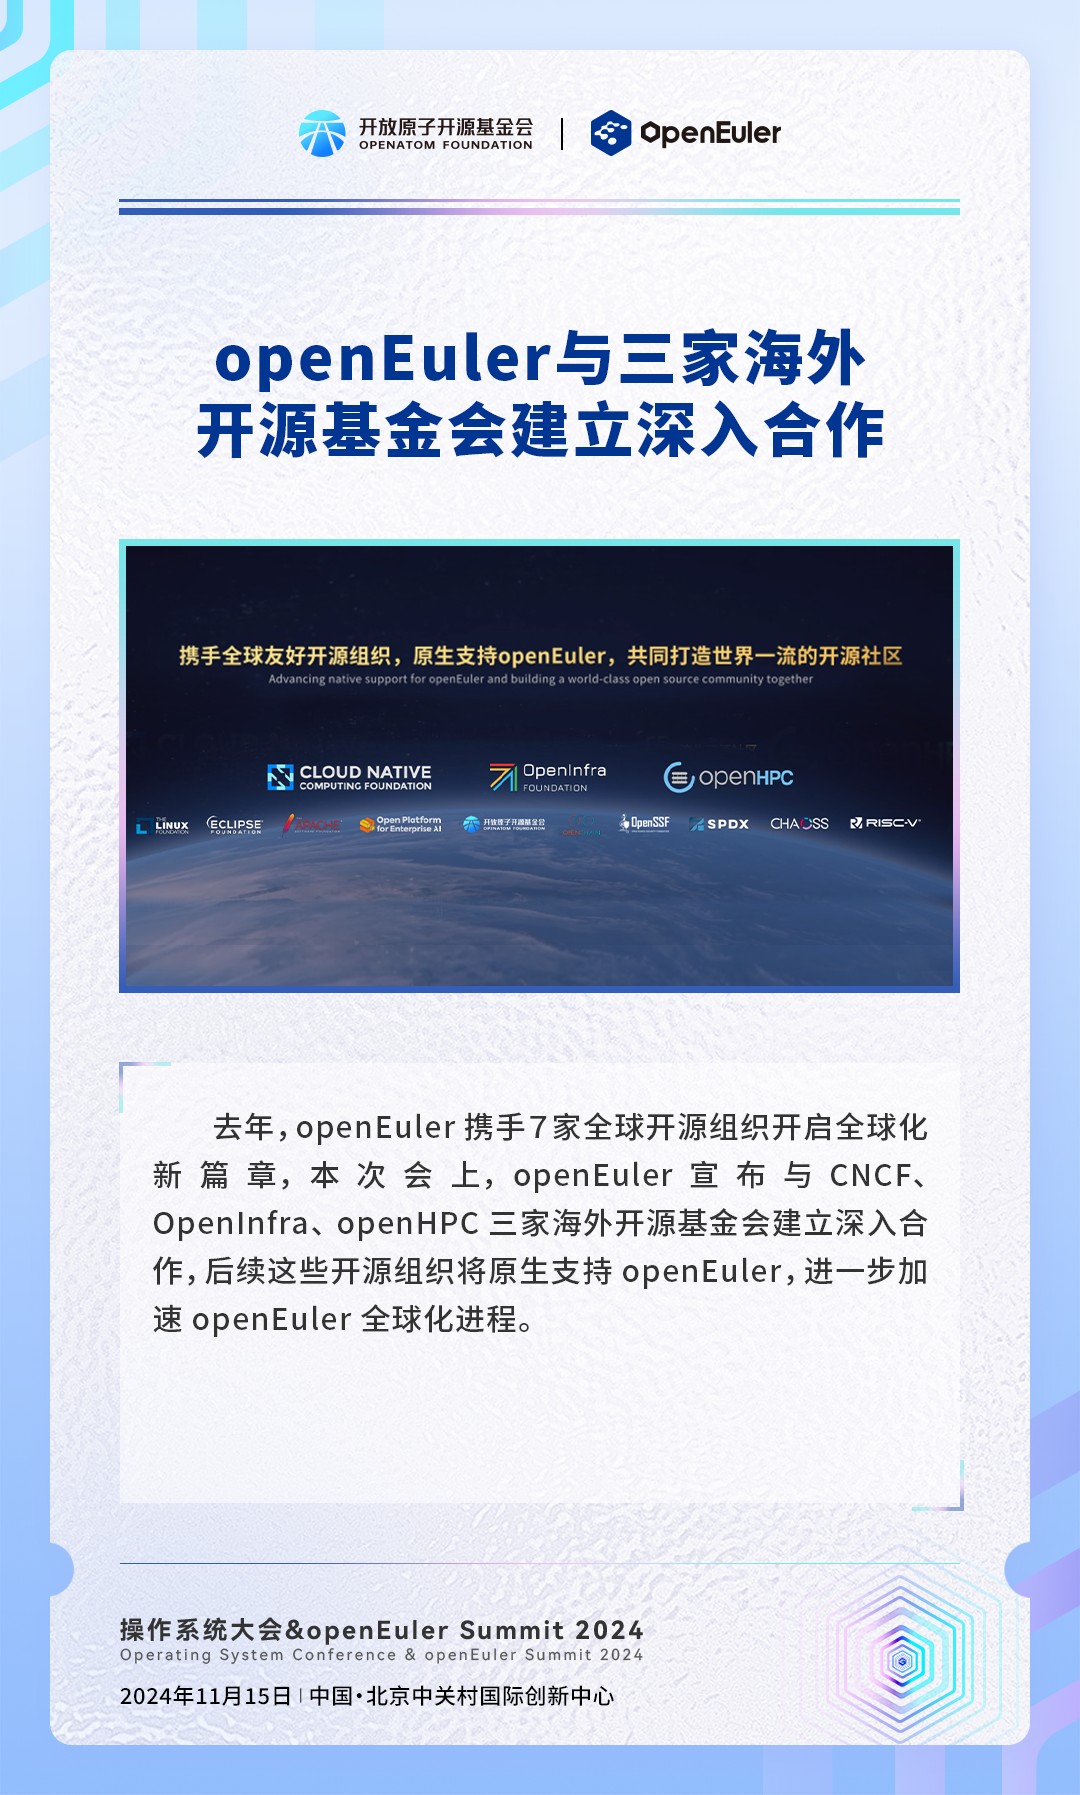 开放原子开源基金会
OPENATOM FOUNDATION
OpenEuler
openEuler与三家海外
开源基金会建立深入合作
携手全球友好开源组织，原生支持openEuler，共同打造世界一流的开源社区
Advancing native support for openEuler and building a world-class open source community together
CLOUD NATIVE
COMPUTING FOUNDATION
OpenInfra
FOUNDATION
openHPC
THE
LINUX
FOUNDATION
ECLIPSE
FOUNDATION
APACHE
Open Platform
for Enterprise AI
开放原子开源基金会
OPENATOM FOUNDATION
OpenSSF
SPDX
CHAOSS
RISC-V
去年，openEuler 携手7家全球开源组织开启全球化
新篇章，本次会上，openEuler 宣布与 CNCF、
OpenInfra、openHPC 三家海外开源基金会建立深入合
作，后续这些开源组织将原生支持 openEuler，进一步加
速 openEuler 全球化进程。
操作系统大会&openEuler Summit 2024
Operating System Conference & openEuler Summit 2024
2024年11月15日 | 中国·北京中关村国际创新中心